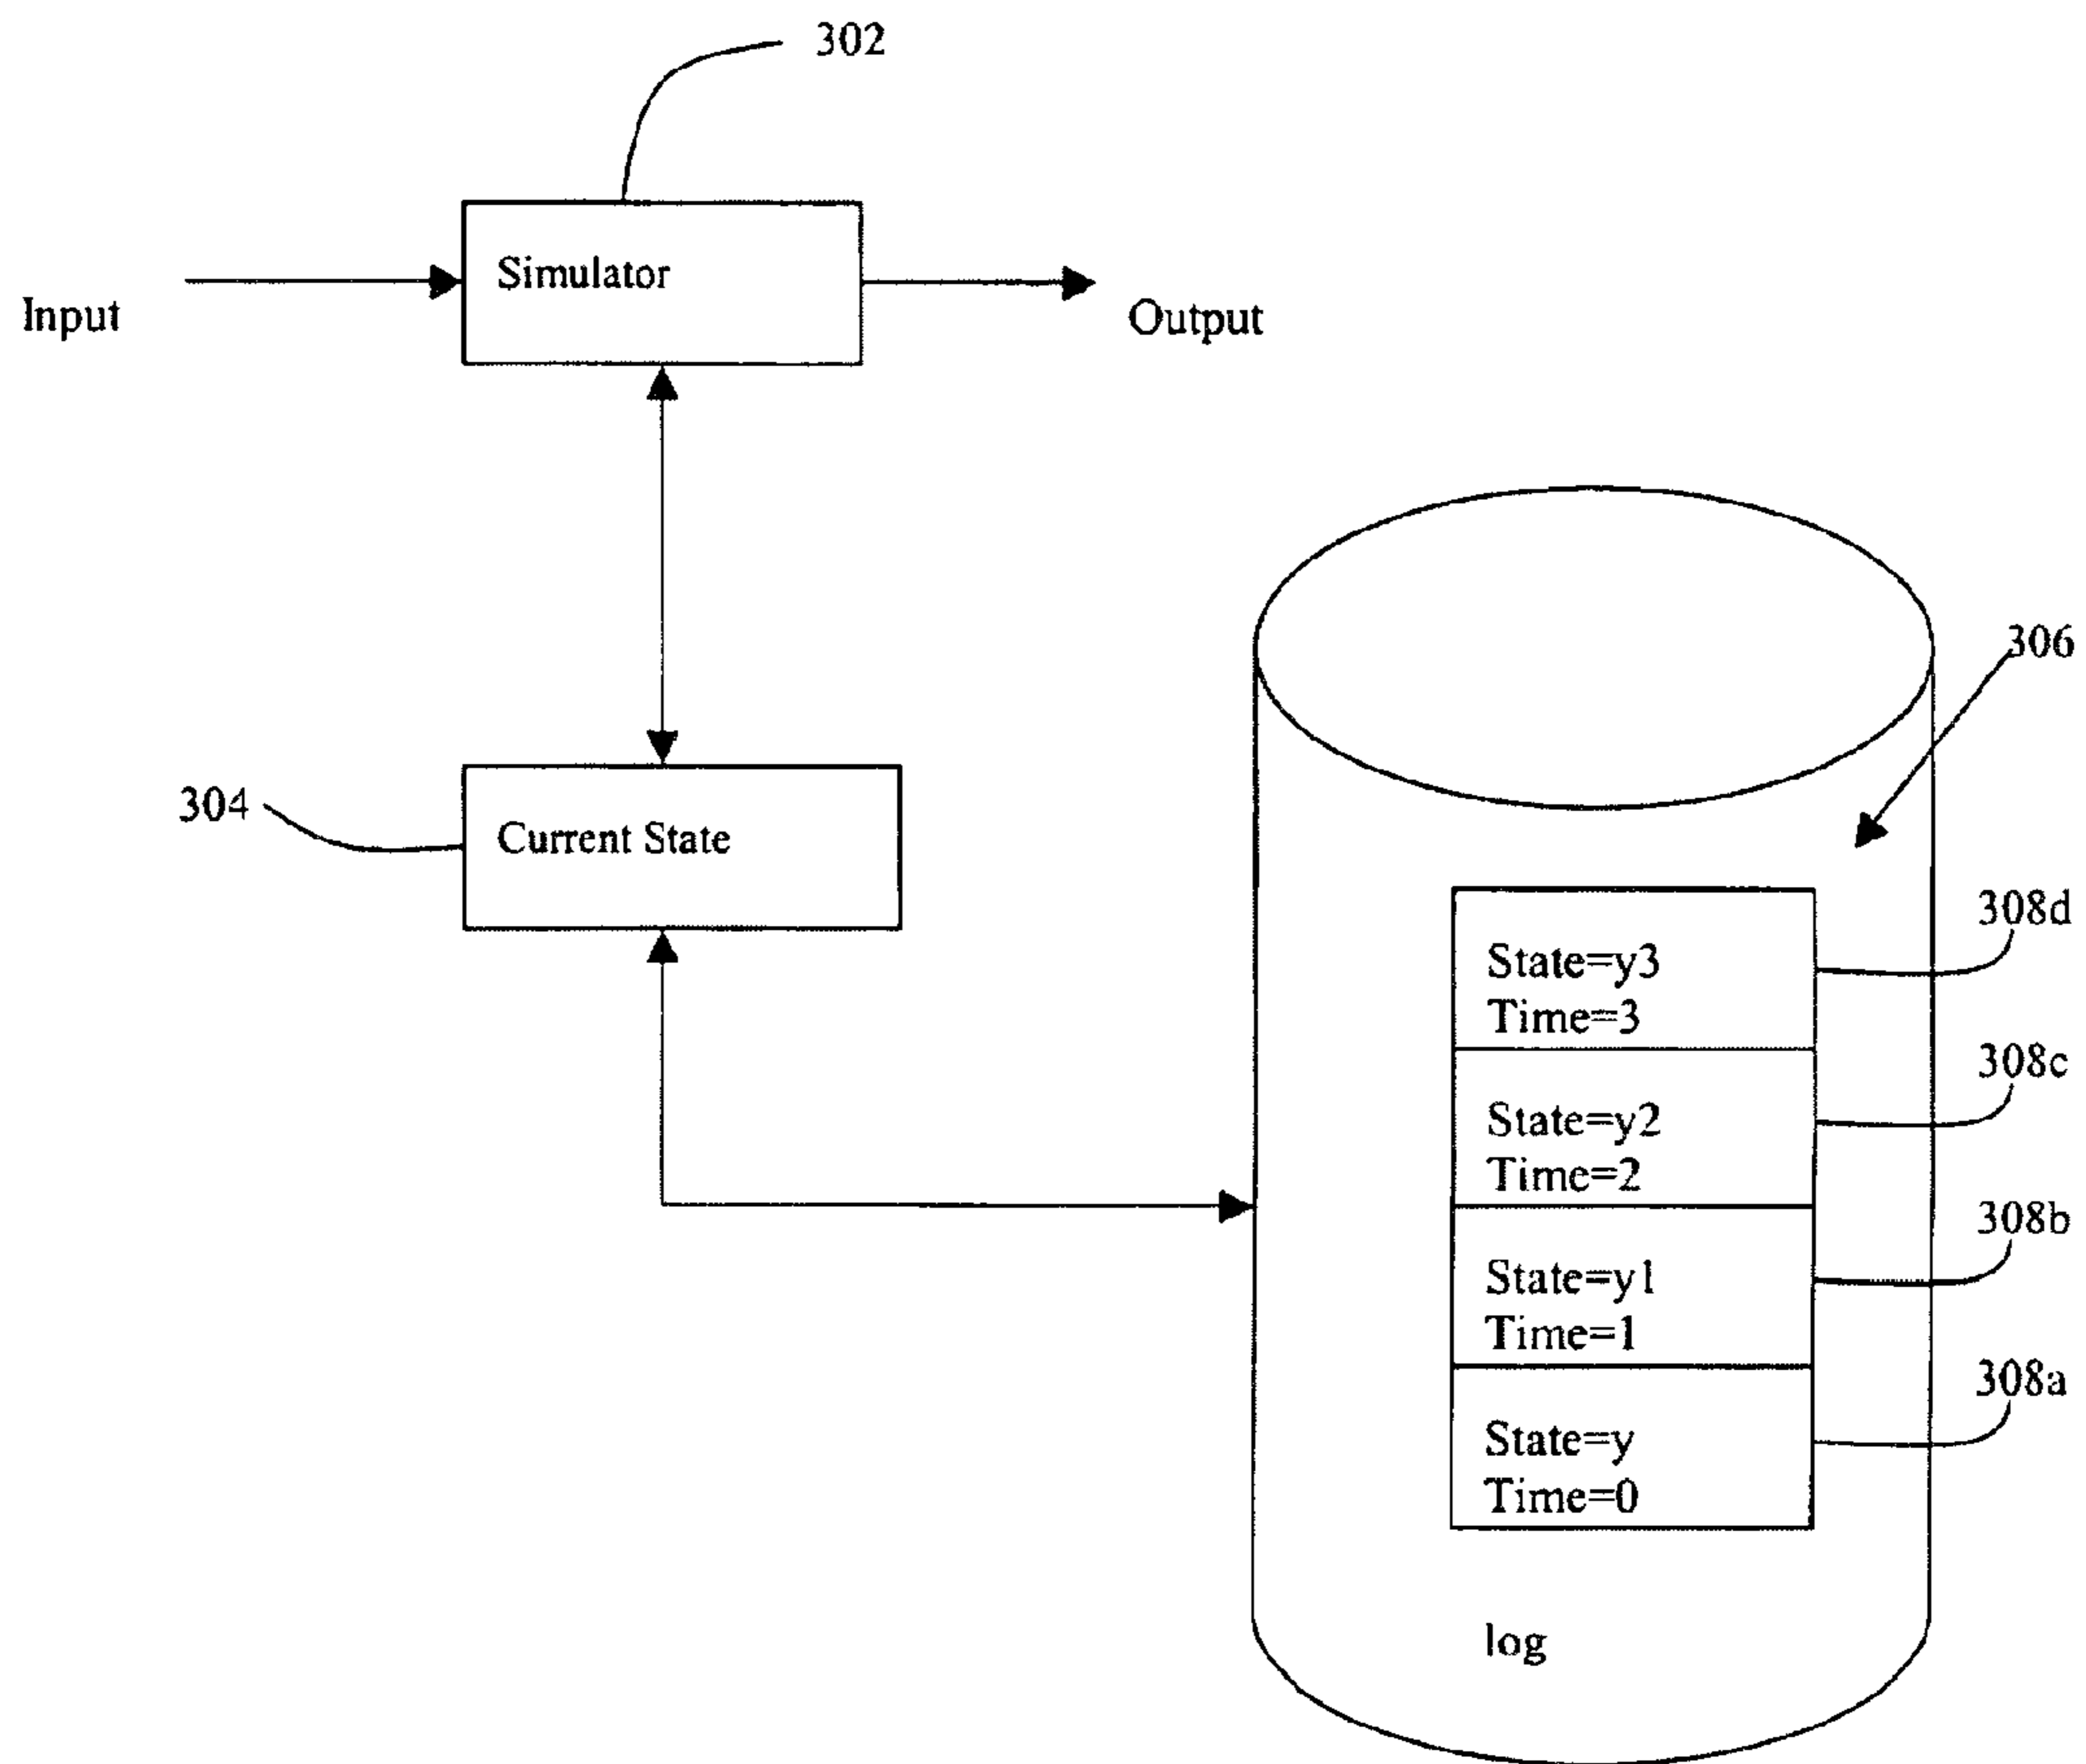 302
Simulator
Input
Output
306
304
Current State
308d
State=y3
Time=3
308c
State=y2
Time=2
308b
State=y1
Time=1
308a
State=y
Time=0
log